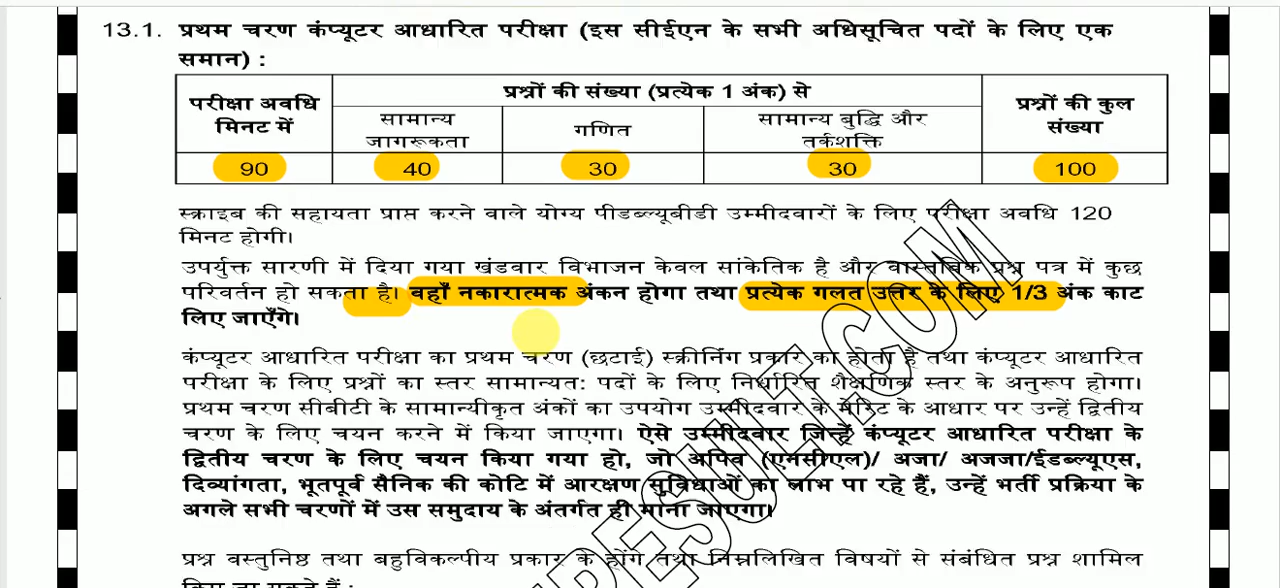 13.1. प्रथम चरण कंप्यूटर आधारित परीक्षा (इस सीईएन के सभी अधिसूचित पदों के लिए एक
समान) :
परीक्षा अवधि मिनट में
प्रश्नों की संख्या (प्रत्येक 1 अंक) से
प्रश्नों की कुल संख्या
सामान्य जागरूकता
गणित
सामान्य बुद्धि और तर्कशक्ति
90 40 30 30 100
स्क्राइब की सहायता प्राप्त करने वाले योग्य पीडब्ल्यूबीडी उम्मीदवारों के लिए परीक्षा अवधि 120
मिनट होगी।
उपर्युक्त सारणी में दिया गया खंडवार विभाजन केवल सांकेतिक है और वास्तविक प्रश्न पत्र में कुछ
परिवर्तन हो सकता है। वहाँ नकारात्मक अंकन होगा तथा प्रत्येक गलत उत्तर के लिए 1/3 अंक काट
लिए जाएँगे।
कंप्यूटर आधारित परीक्षा का प्रथम चरण (छटाई) स्क्रीनिंग प्रकार का होता है तथा कंप्यूटर आधारित
परीक्षा के लिए प्रश्नों का स्तर सामान्यत: पदों के लिए निर्धारित शैक्षणिक स्तर के अनुरूप होगा।
प्रथम चरण सीबीटी के सामान्यीकृत अंकों का उपयोग उम्मीदवार के मेरिट के आधार पर उन्हें द्वितीय
चरण के लिए चयन करने में किया जाएगा। ऐसे उम्मीदवार जिन्हें कंप्यूटर आधारित परीक्षा के
द्वितीय चरण के लिए चयन किया गया हो, जो अपिव (एनसीएल)/ अजा/ अजजा/ईडब्ल्यूएस,
दिव्यांगता, भूतपूर्व सैनिक की कोटि में आरक्षण सुविधाओं का लाभ पा रहे हैं, उन्हें भर्ती प्रक्रिया के
अगले सभी चरणों में उस समुदाय के अंतर्गत ही माना जाएगा।
प्रश्न वस्तुनिष्ठ तथा बहुविकल्पीय प्रकार के होंगे तथा निम्नलिखित विषयों से संबंधित प्रश्न शामिल
किए जा सकते हैं :
RESULT.COM